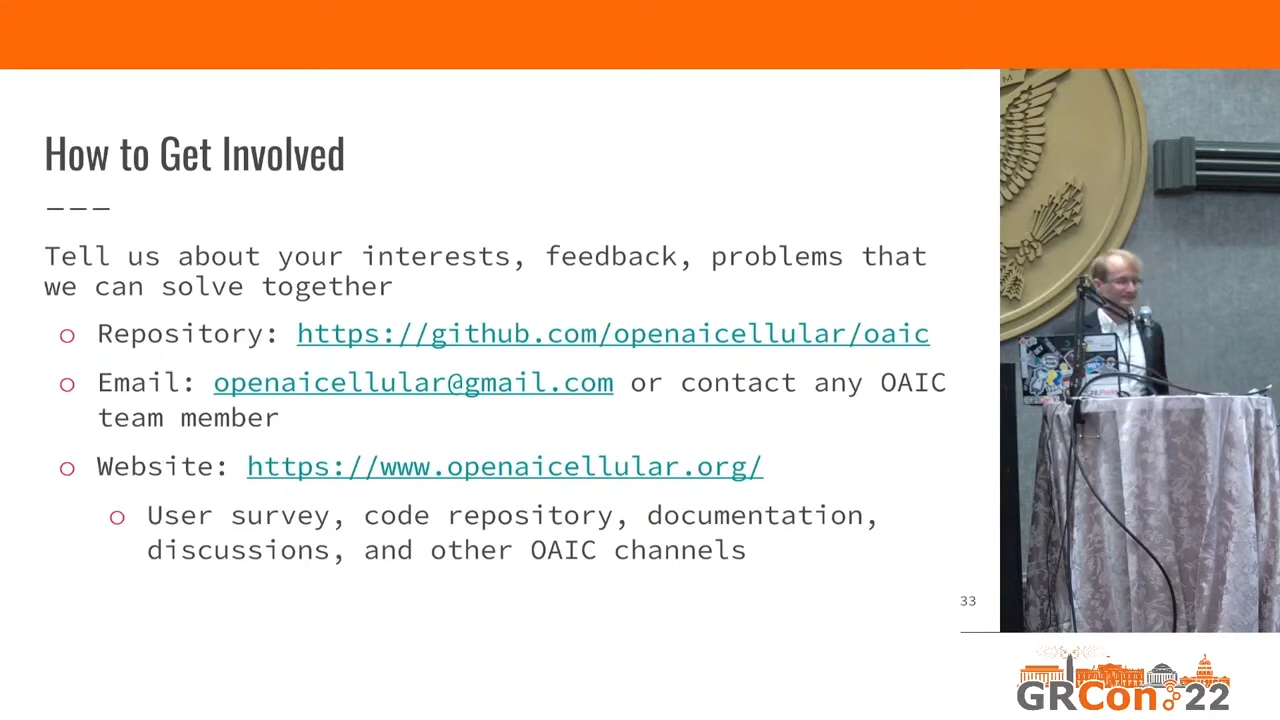 How to Get Involved
Tell us about your interests, feedback, problems that
we can solve together
Repository: https://github.com/openaicellular/oaic
Email: openaicellular@gmail.com or contact any OAIC
team member
Website: https://www.openaicellular.org/
User survey, code repository, documentation,
discussions, and other OAIC channels
33
GRCon 22